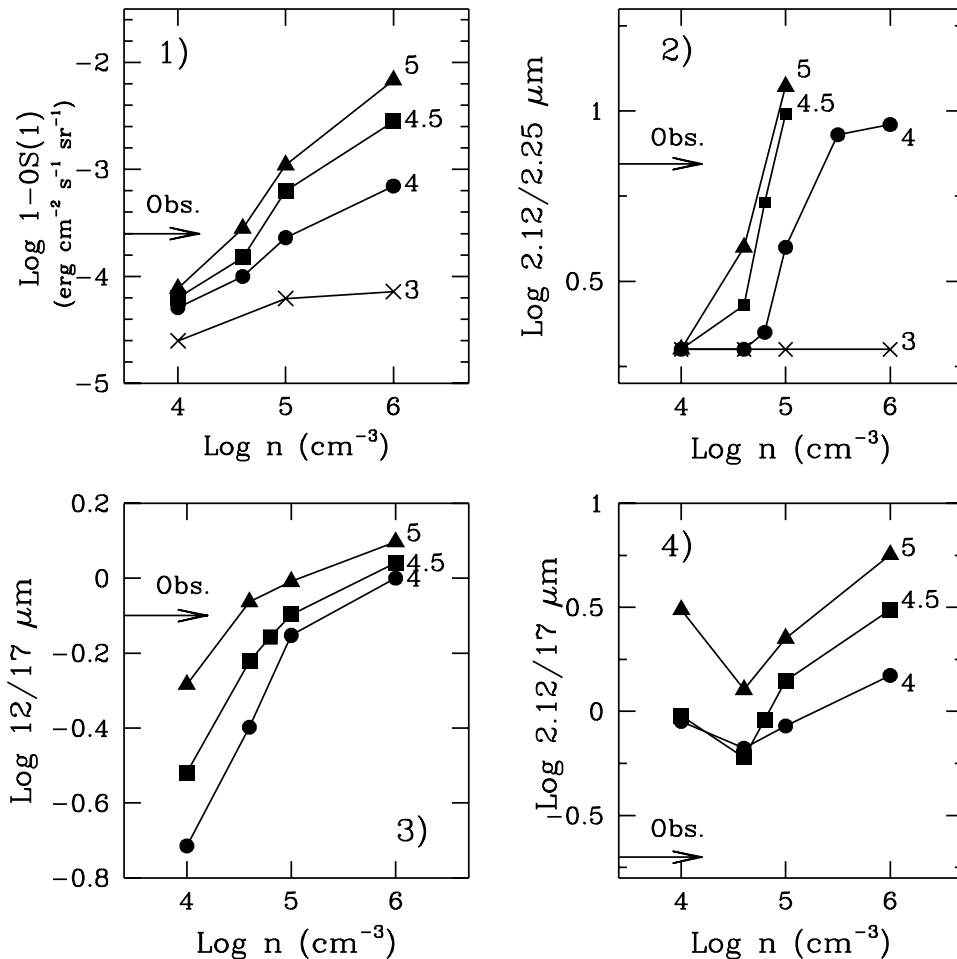 1)
Log 1-0S(1)
(erg cm⁻² s⁻¹ sr⁻¹)
-2
-3
-4
-5
Obs.
5
4.5
4
3
4 5 6
Log n (cm⁻³)
2)
Log 2.12/2.25 μm
1
0.5
Obs.
5
4.5
4
3
4 5 6
Log n (cm⁻³)
3)
Log 12/17 μm
0.2
0
-0.2
-0.4
-0.6
-0.8
Obs.
5
4.5
4
4 5 6
Log n (cm⁻³)
4)
Log 2.12/17 μm
1
0.5
0
-0.5
Obs.
5
4.5
4
4 5 6
Log n (cm⁻³)